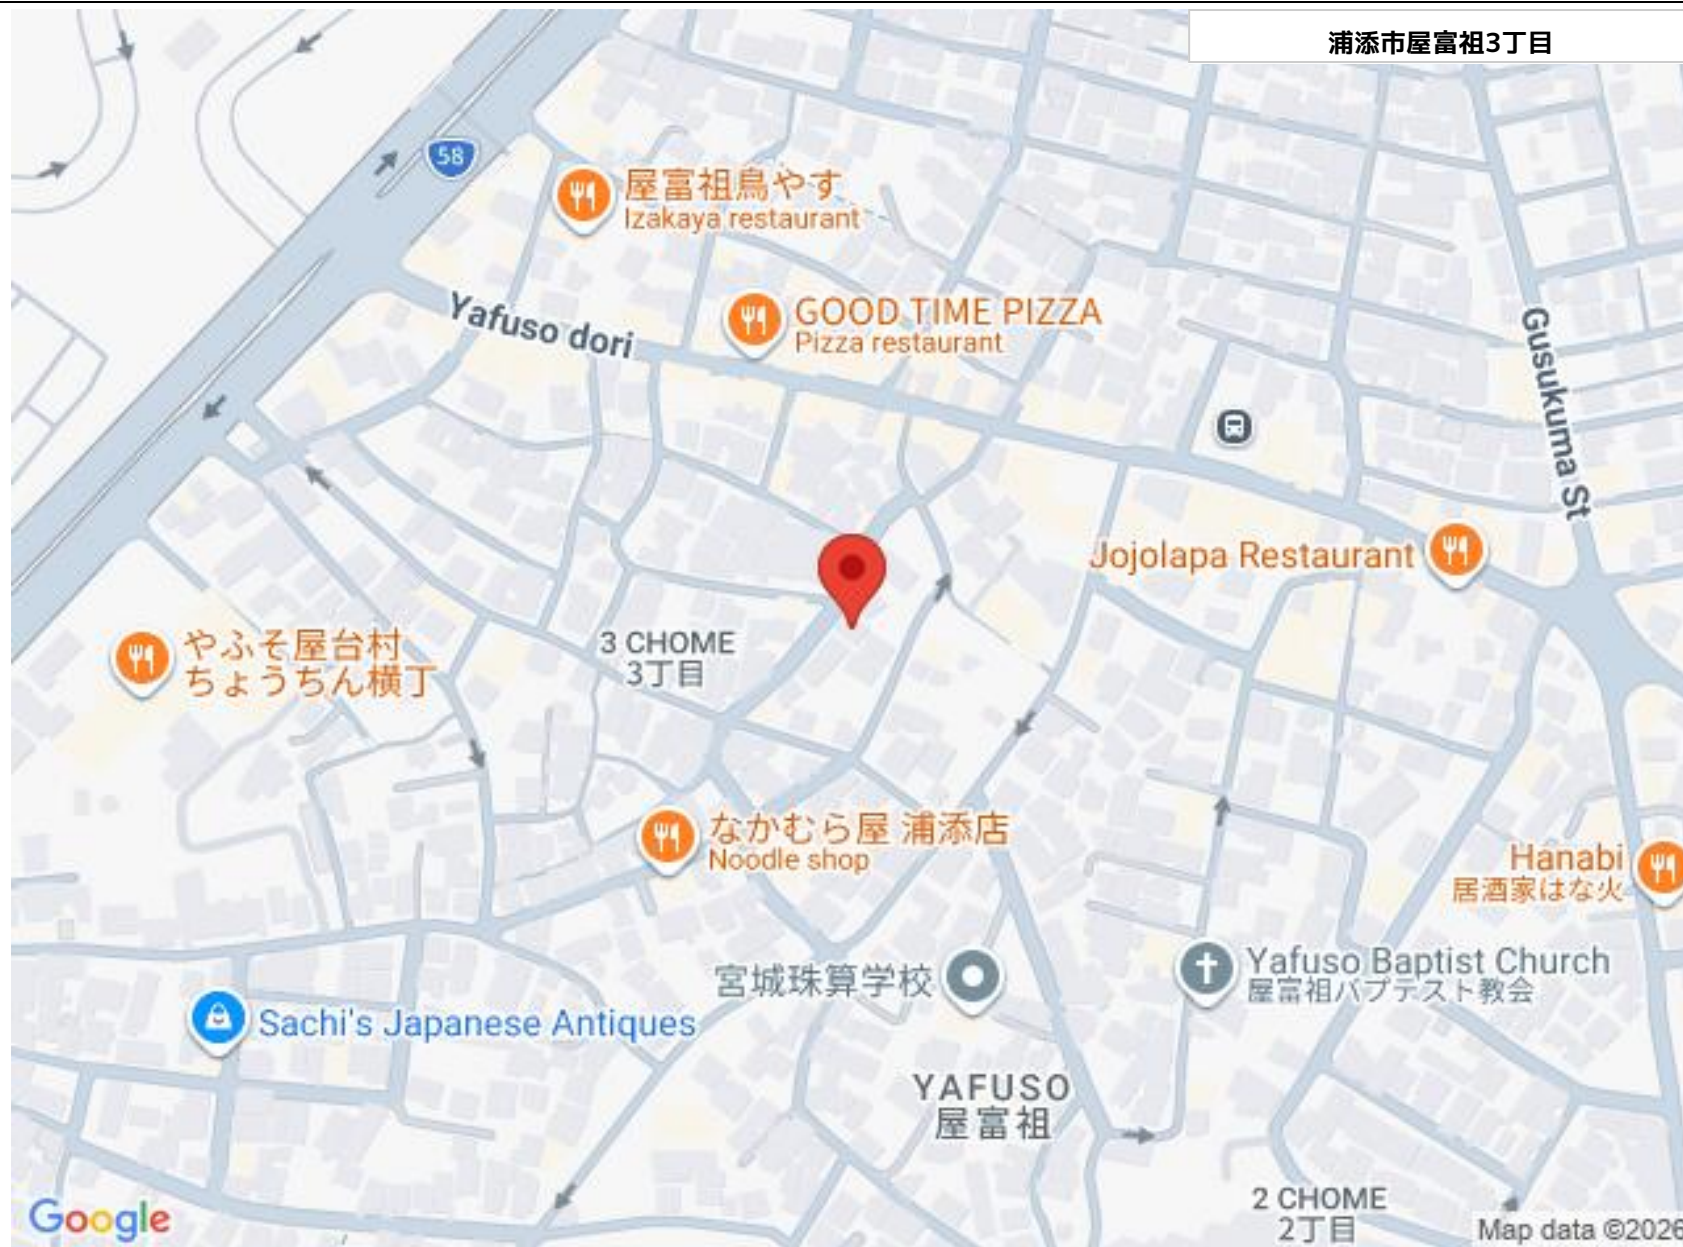 浦添市屋富祖3丁目
58
屋富祖鳥やす
Izakaya restaurant
Yafuso dori
GOOD TIME PIZZA
Pizza restaurant
Gusukuma St
Jojolapa Restaurant
やふそ屋台村
ちょうちん横丁
3 CHOME
3丁目
なかむら屋 浦添店
Noodle shop
Hanabi
居酒家はな火
宮城珠算学校
Yafuso Baptist Church
屋富祖バプテスト教会
Sachi's Japanese Antiques
YAFUSO
屋富祖
2 CHOME
2丁目
Google
Map data ©2026